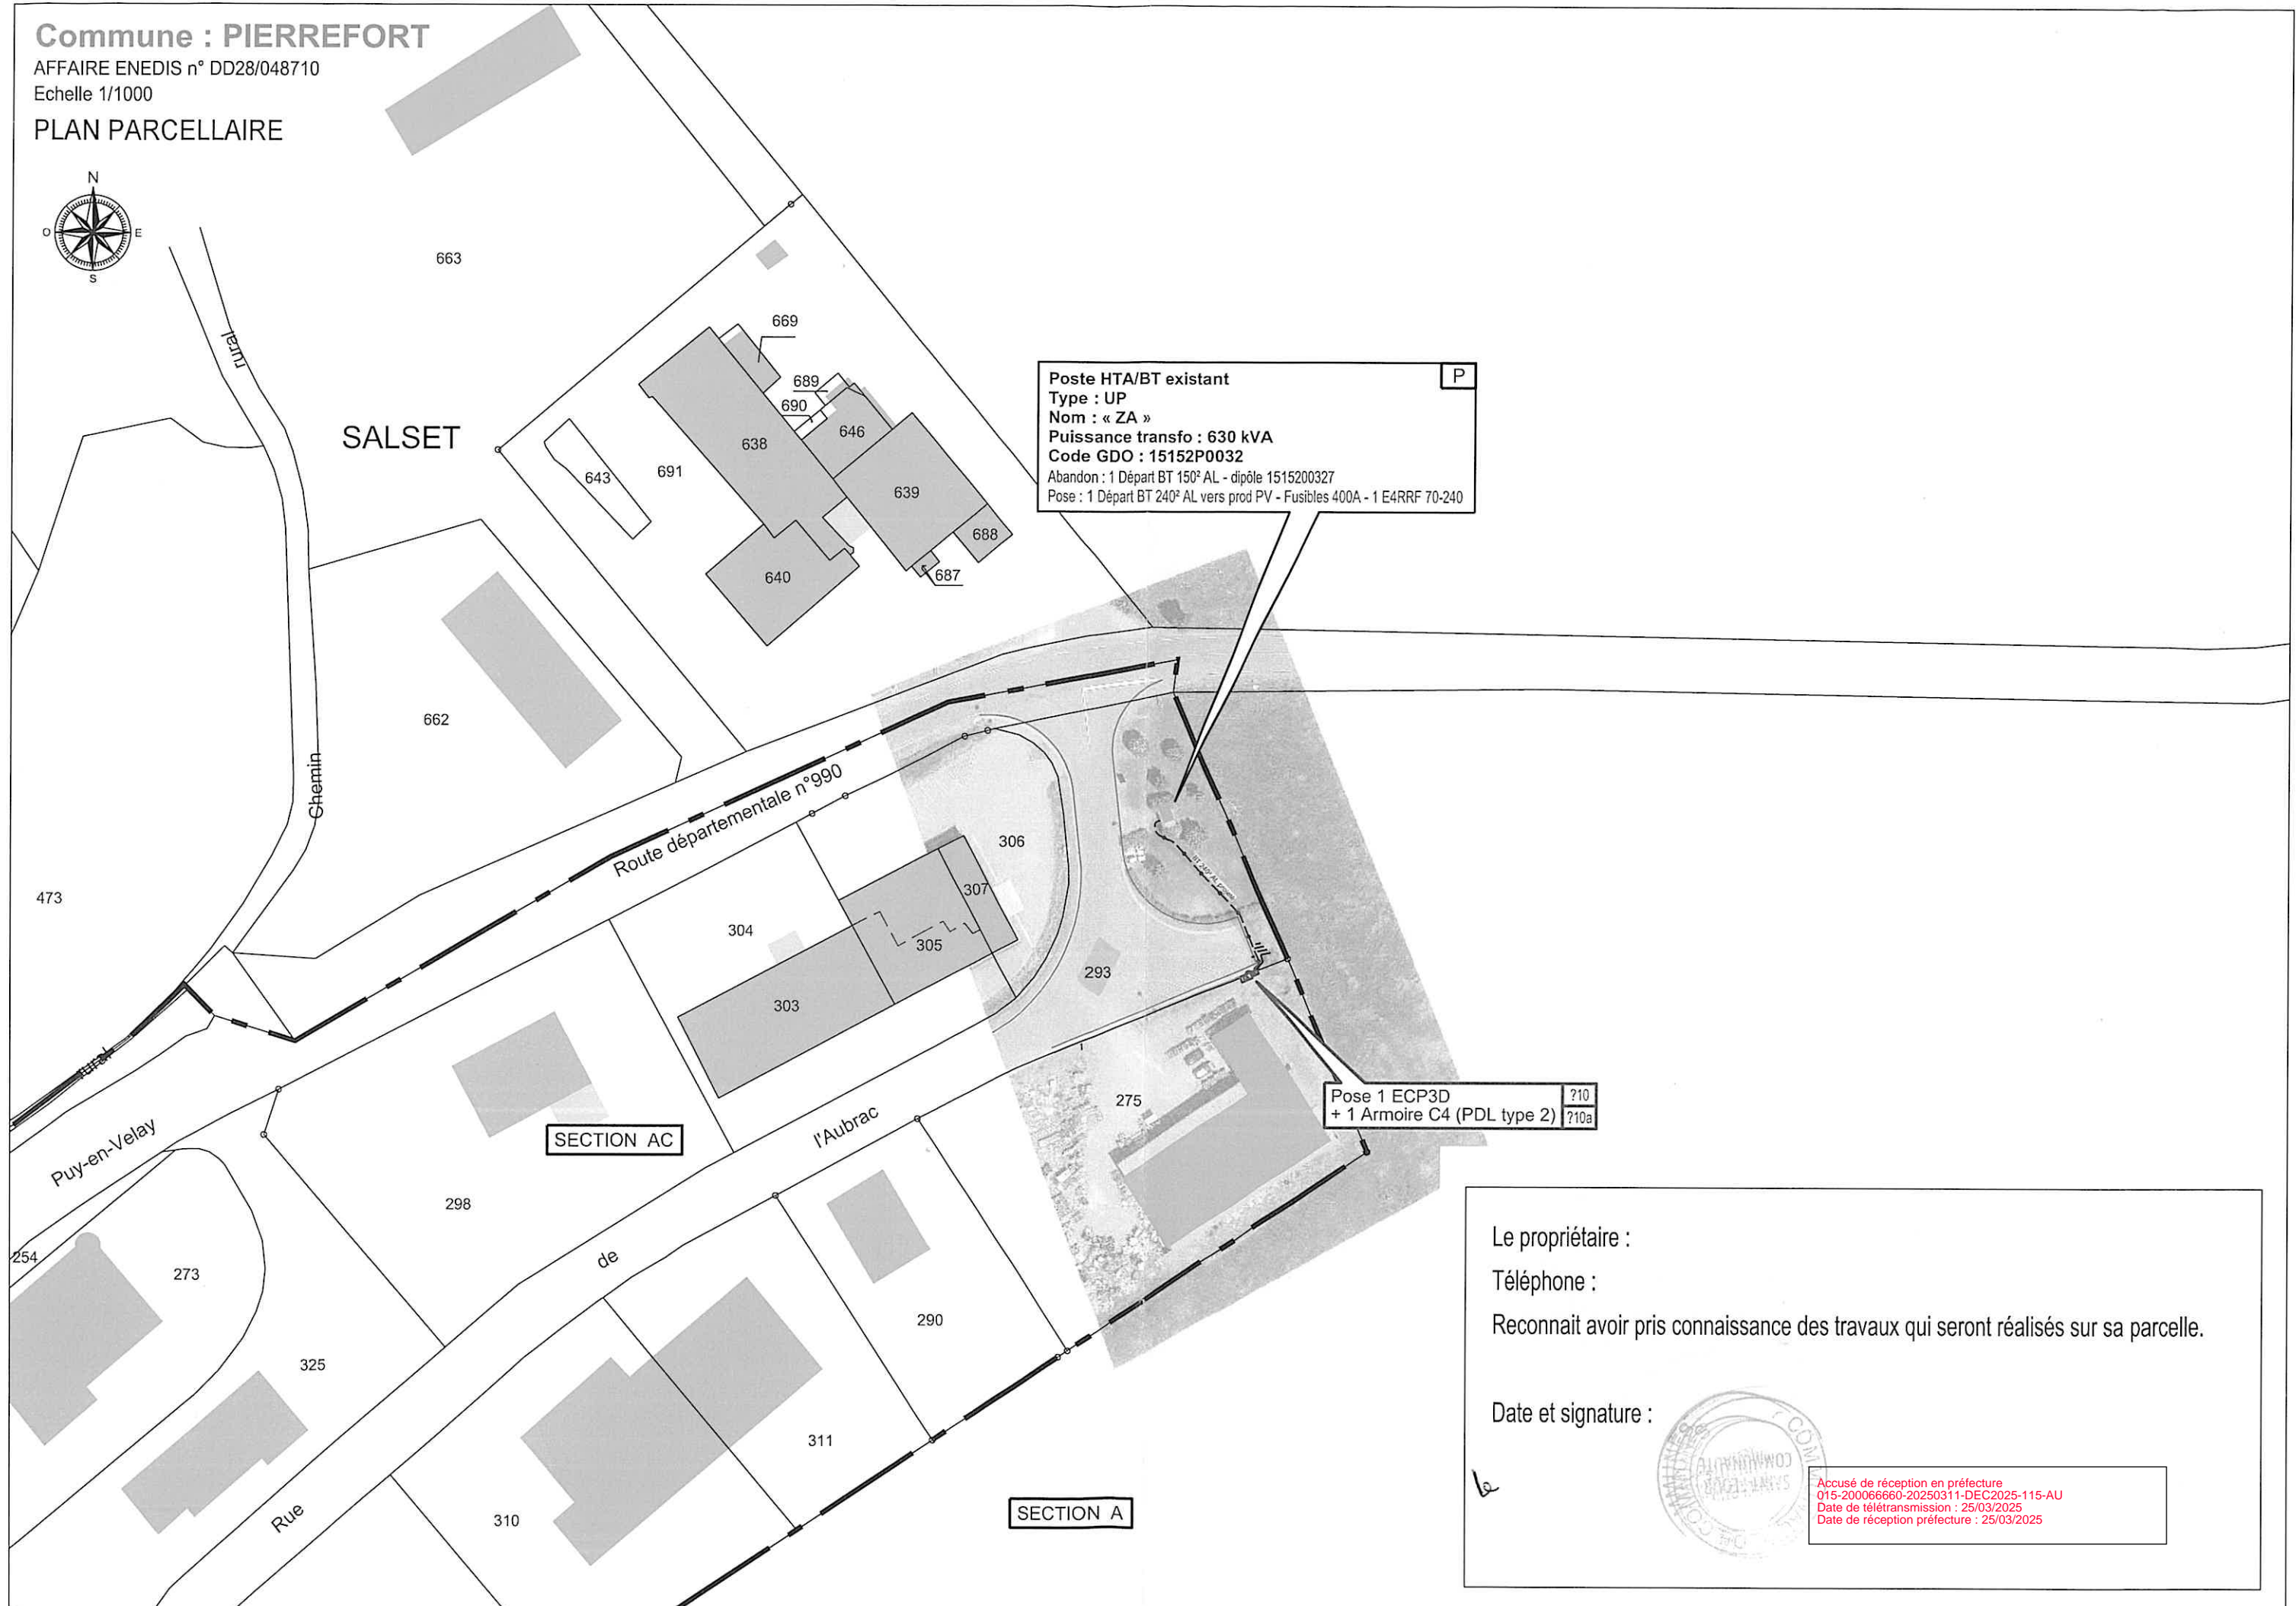 Commune : PIERREFORT
AFFAIRE ENEDIS n° DD28/048710
Echelle 1/1000
PLAN PARCELLAIRE
N
O
E
S
663
rural
SALSET
669
689
690
638
646
643
691
639
688
640
687
Poste HTA/BT existant
P
Type : UP
Nom : « ZA »
Puissance transfo : 630 kVA
Code GDO : 15152P0032
Abandon : 1 Départ BT 150² AL - dipôle 1515200327
Pose : 1 Départ BT 240² AL vers prod PV - Fusibles 400A - 1 E4RRF 70-240
662
Chemin
Route départementale n°990
306
307
473
304
305
BT 240² AL
293
303
275
Pose 1 ECP3D
?10
+ 1 Armoire C4 (PDL type 2)
?10a
l'Aubrac
SECTION AC
Puy-en-Velay
298
de
254
273
290
325
311
Rue
310
SECTION A
Le propriétaire :
Téléphone :
Reconnait avoir pris connaissance des travaux qui seront réalisés sur sa parcelle.
Date et signature :
le
SAINT-FLOUR
COMMUNAUTÉ
Accusé de réception en préfecture
015-200066660-20250311-DEC2025-115-AU
Date de télétransmission : 25/03/2025
Date de réception préfecture : 25/03/2025